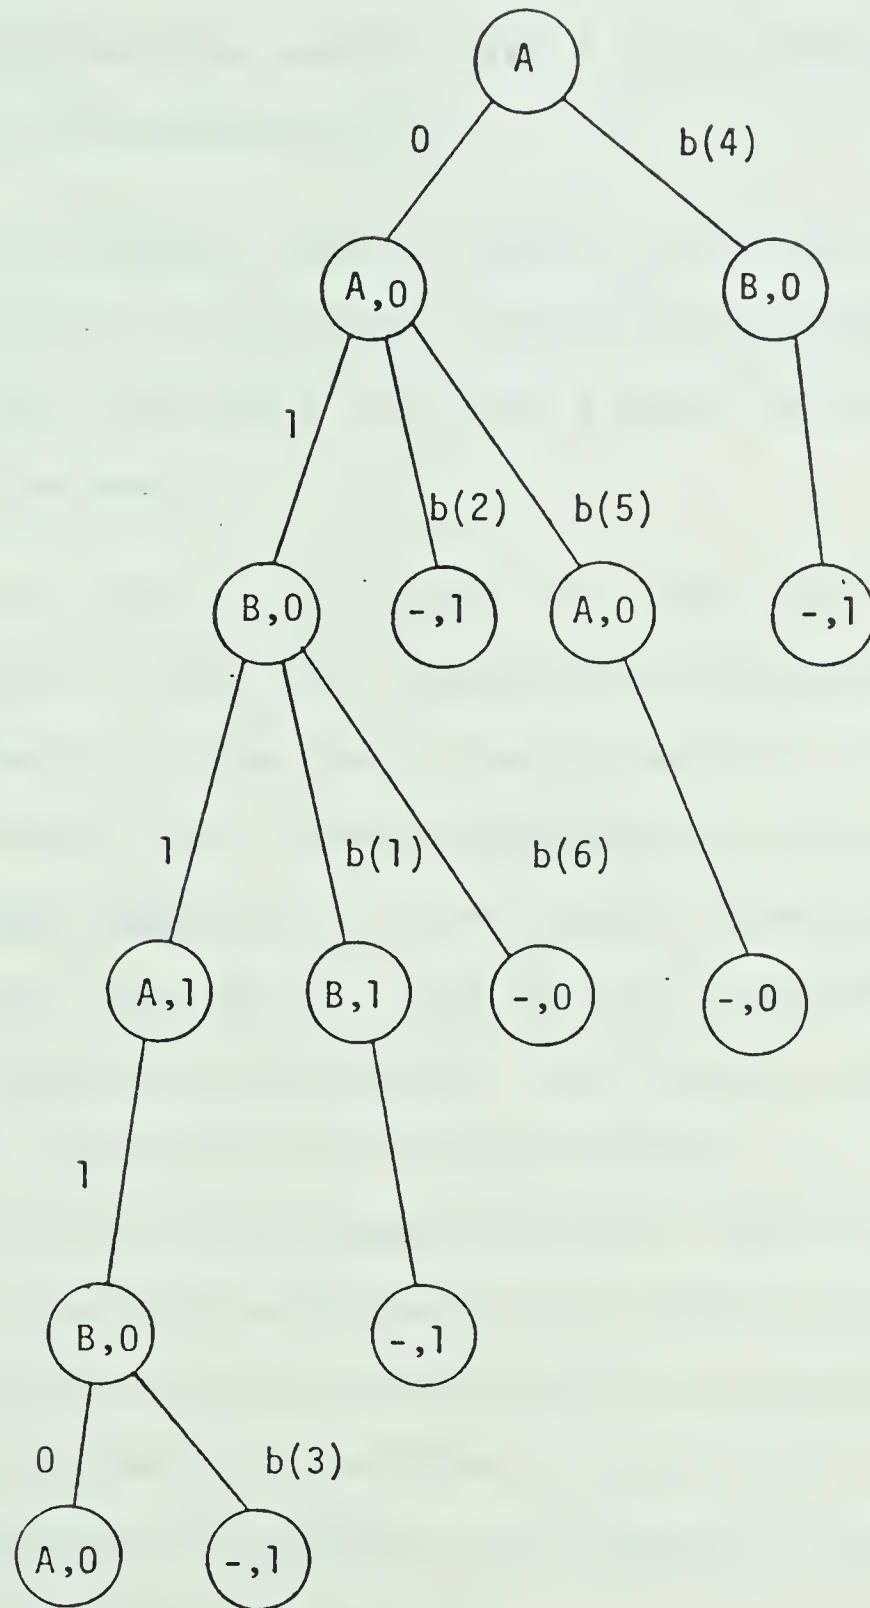 A
0 b(4)
A,0 B,0
1
b(2) b(5)
B,0 -,1 A,0 -,1
1 b(1) b(6)
A,1 B,1 -,0 -,0
1
B,0 -,1
0 b(3)
A,0 -,1